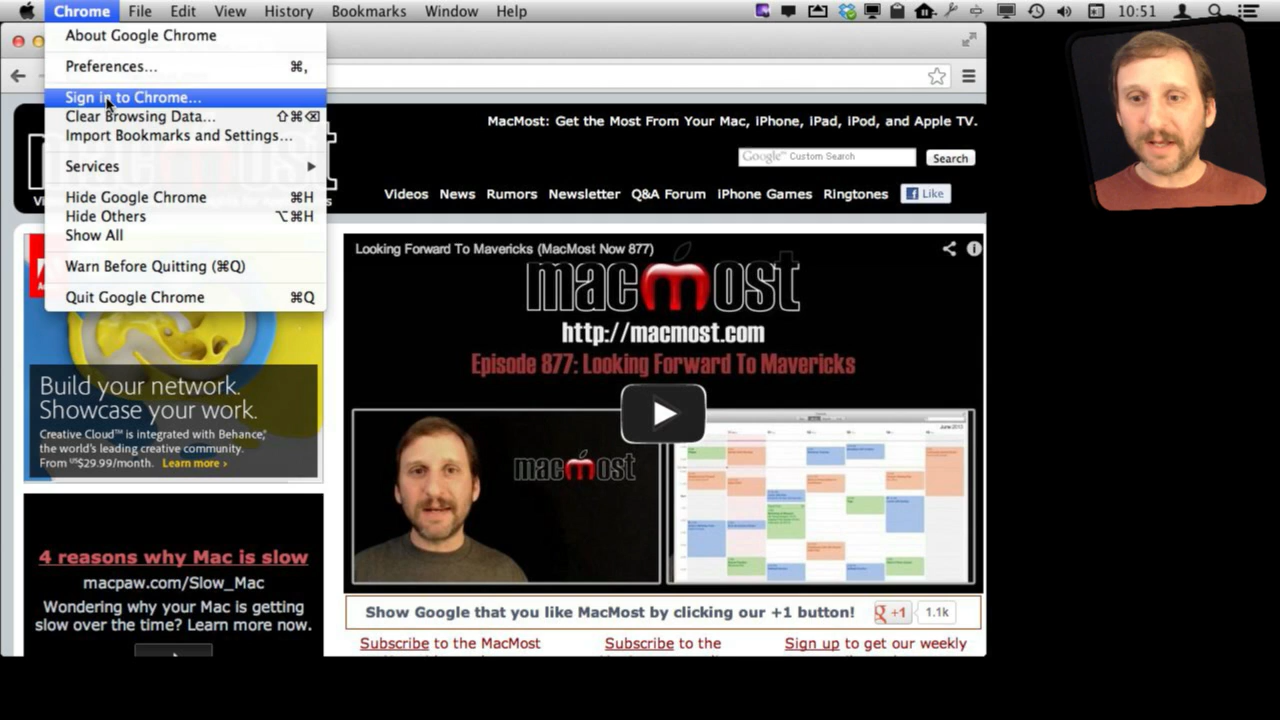 Chrome File Edit View History Bookmarks Window Help 10:51
About Google Chrome
Preferences... ⌘,
Sign in to Chrome...
Clear Browsing Data... ⇧⌘⌫
Import Bookmarks and Settings...
Services ▶
Hide Google Chrome ⌘H
Hide Others ⌥⌘H
Show All
Warn Before Quitting (⌘Q)
Quit Google Chrome ⌘Q
MacMost: Get the Most From Your Mac, iPhone, iPad, iPod, and Apple TV.
Google™ Custom Search Search
Videos News Rumors Newsletter Q&A Forum iPhone Games Ringtones Like
Build your network.
Showcase your work.
Creative Cloud™ is integrated with Behance,®
the world's leading creative community.
From US$29.99/month. Learn more ›
4 reasons why Mac is slow
macpaw.com/Slow_Mac
Wondering why your Mac is getting
slow over the time? Learn more now.
Looking Forward To Mavericks (MacMost Now 877)
macmost
http://macmost.com
Episode 877: Looking Forward To Mavericks
macmost
June 2013
Show Google that you like MacMost by clicking our +1 button! g +1 1.1k
Subscribe to the MacMost Subscribe to the Sign up to get our weekly